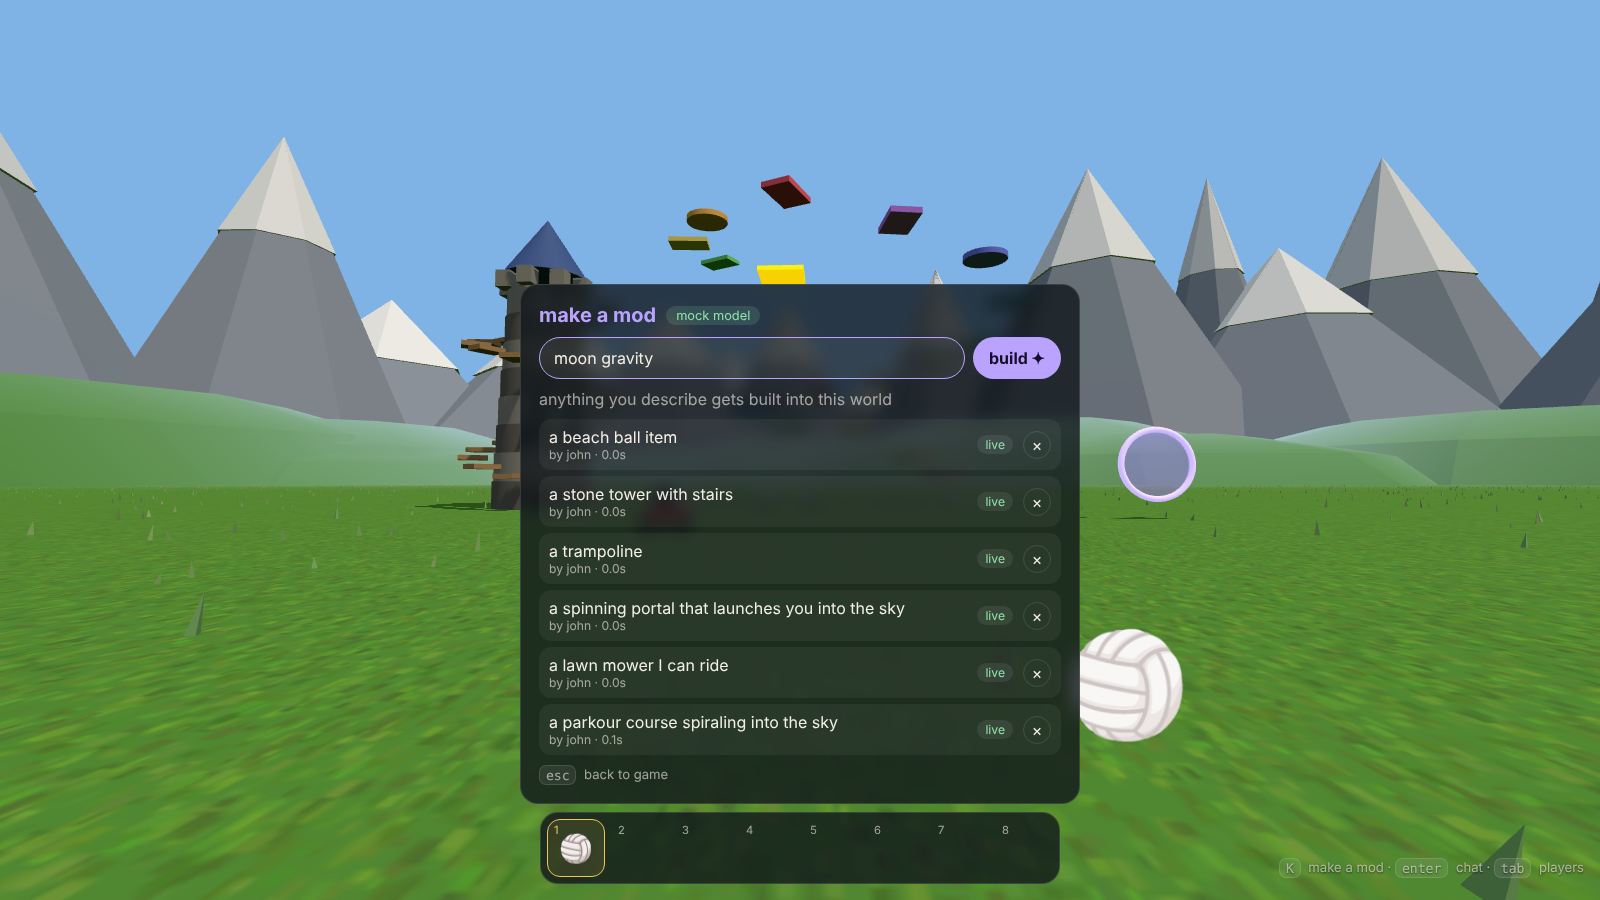 make a mod mock model
moon gravity build ✦
anything you describe gets built into this world
a beach ball item live ×
by john · 0.0s
a stone tower with stairs live ×
by john · 0.0s
a trampoline live ×
by john · 0.0s
a spinning portal that launches you into the sky live ×
by john · 0.0s
a lawn mower I can ride live ×
by john · 0.0s
a parkour course spiraling into the sky live ×
by john · 0.1s
esc back to game
1 2 3 4 5 6 7 8
K make a mod · enter chat · tab players